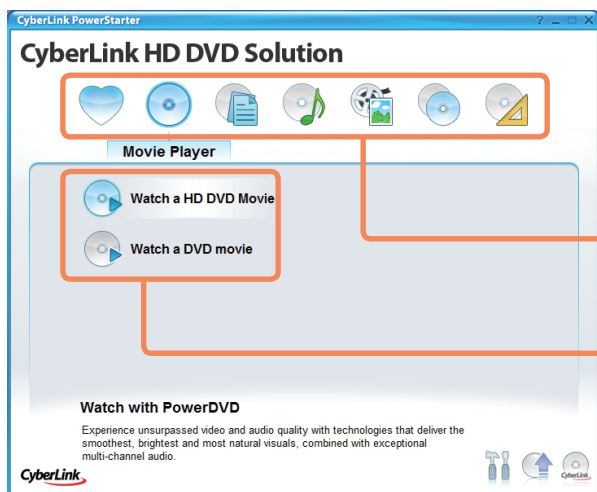 CyberLink PowerStarter
CyberLink HD DVD Solution
Movie Player
Watch a HD DVD Movie
Watch a DVD movie
Watch with PowerDVD
Experience unsurpassed video and audio quality with technologies that deliver the
smoothest, brightest and most natural visuals, combined with exceptional
multi-channel audio.
CyberLink
CyberLink